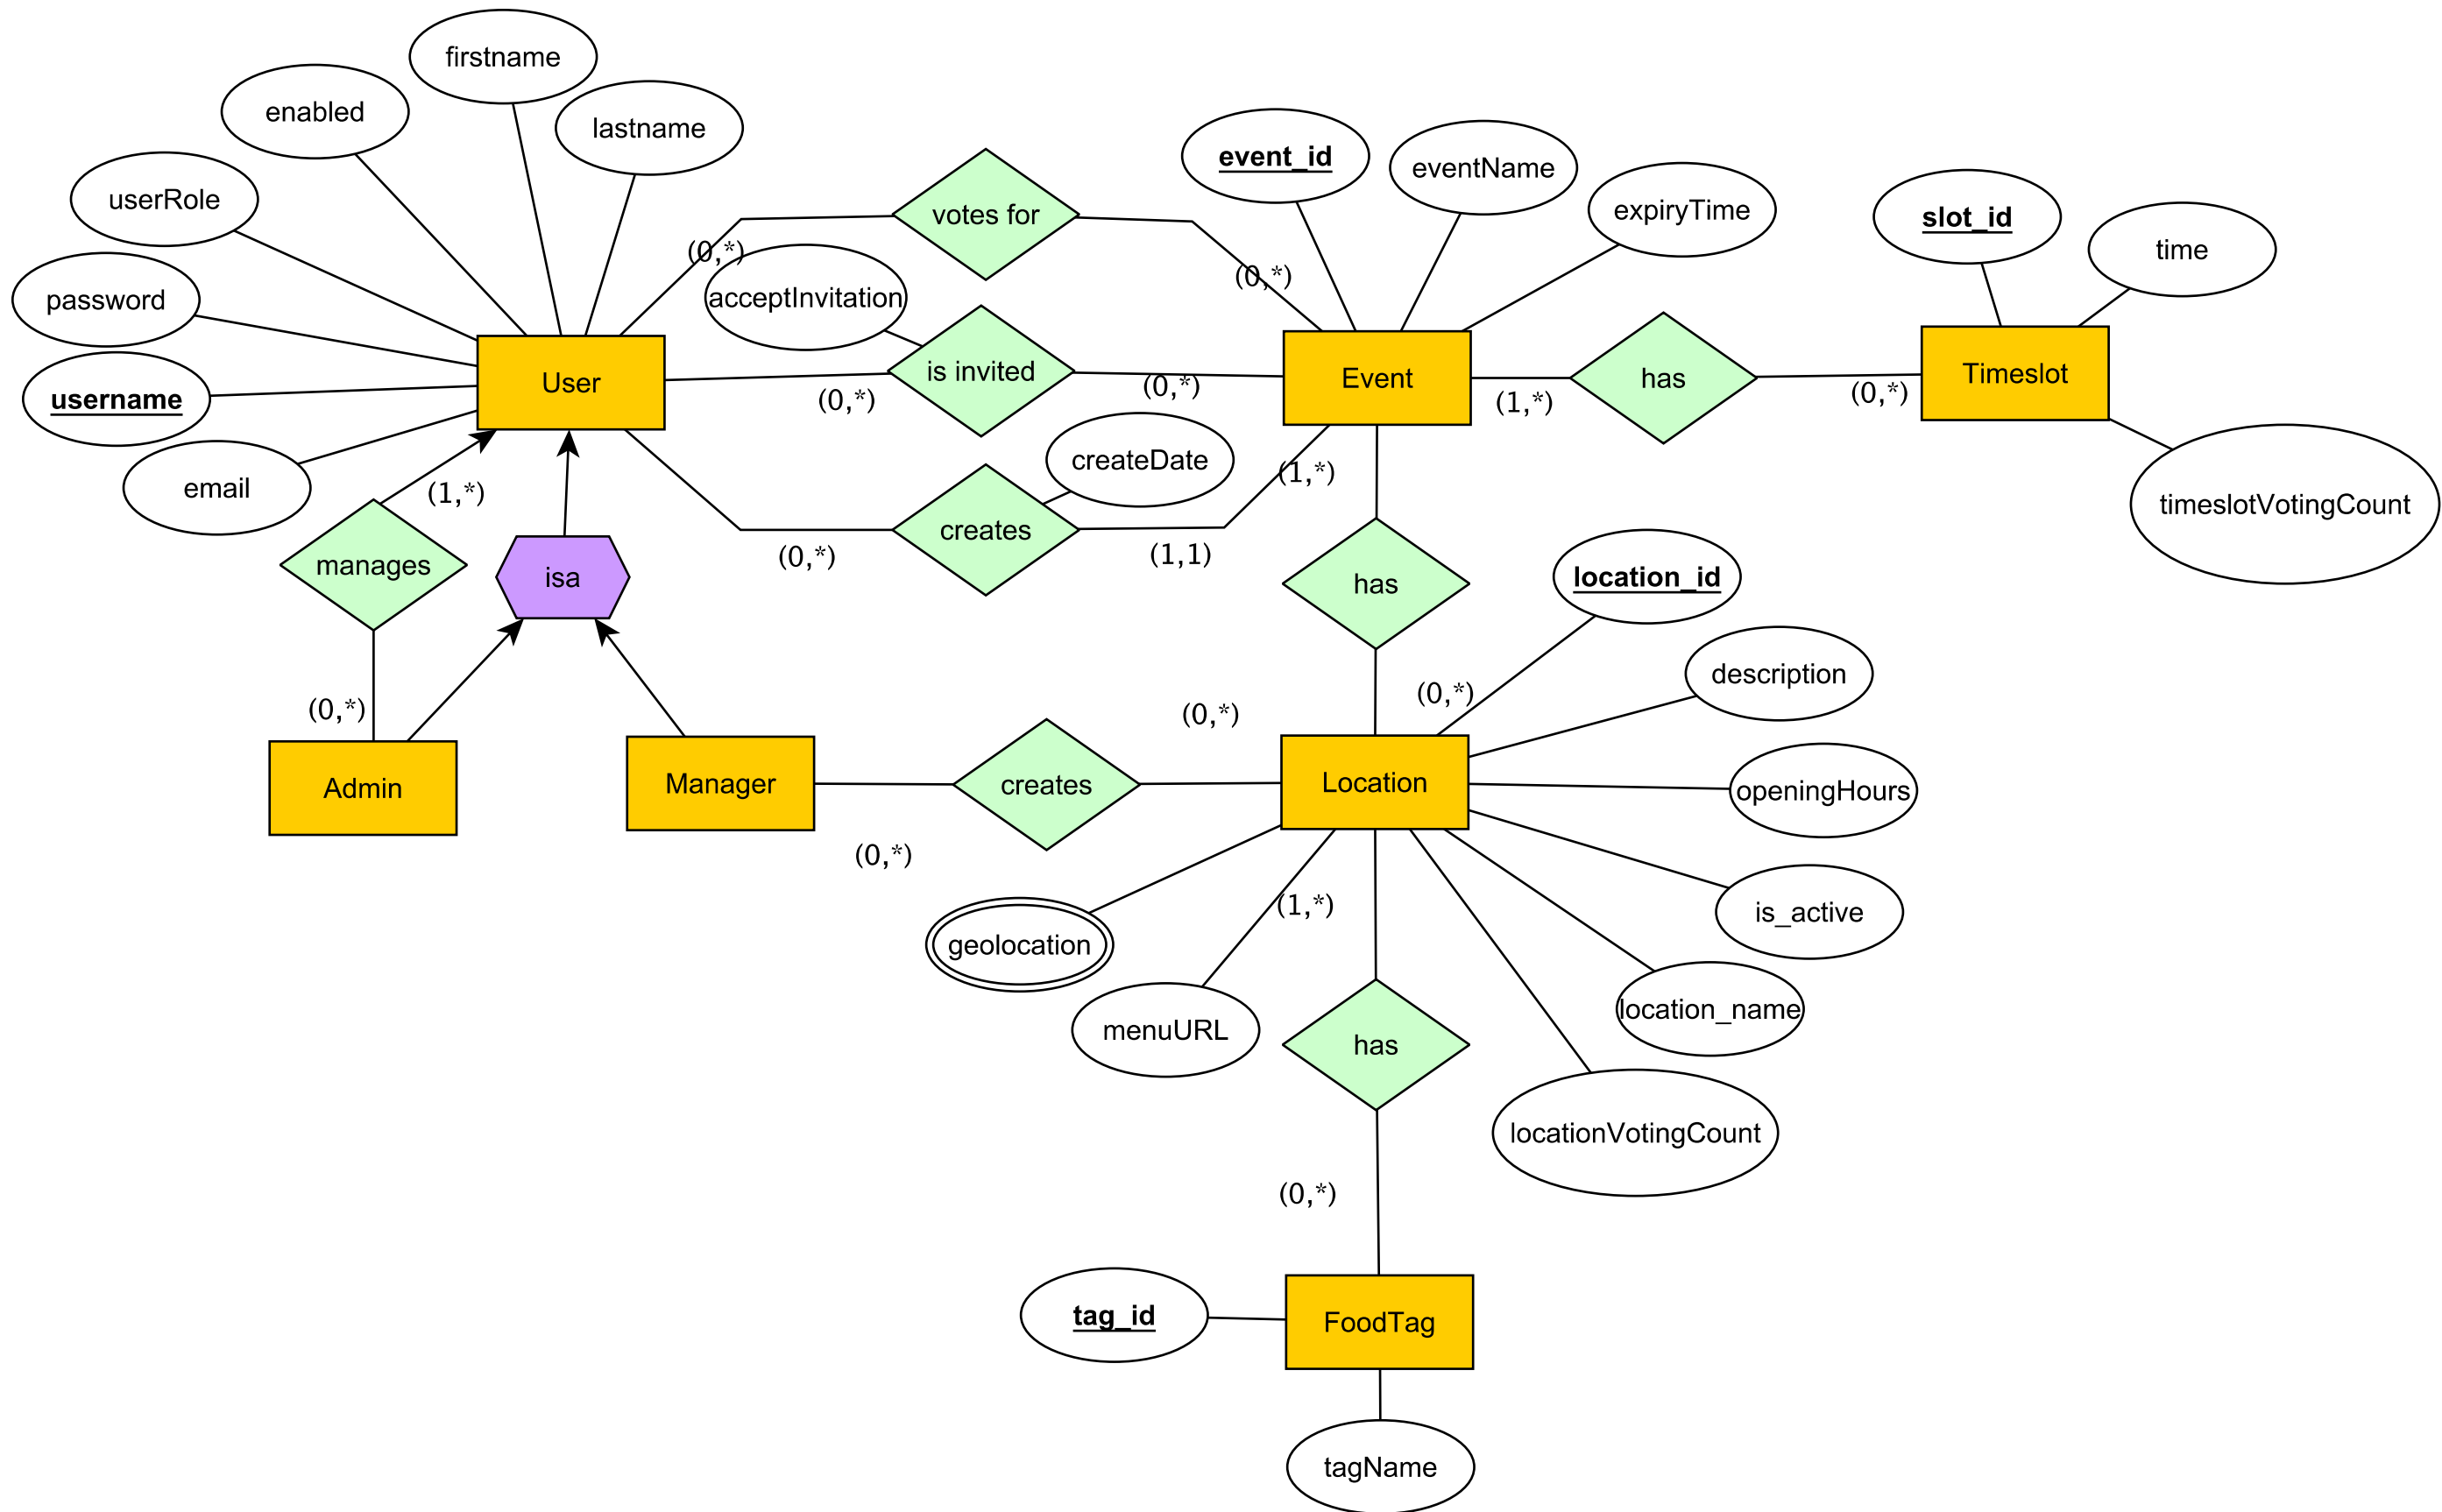 firstname
enabled
lastname
userRole
password
username
email
votes for
(0,*)
(0,*)
acceptInvitation
is invited
(0,*)
(0,*)
event_id
eventName
expiryTime
slot_id
time
User
Event
has
Timeslot
(1,*)
(0,*)
timeslotVotingCount
createDate
creates
(0,*)
(1,1)
(1,*)
manages
(1,*)
(0,*)
isa
has
(0,*)
(0,*)
location_id
description
openingHours
is_active
location_name
locationVotingCount
Admin
Manager
creates
Location
(0,*)
geolocation
menuURL
(1,*)
has
(0,*)
tag_id
FoodTag
tagName